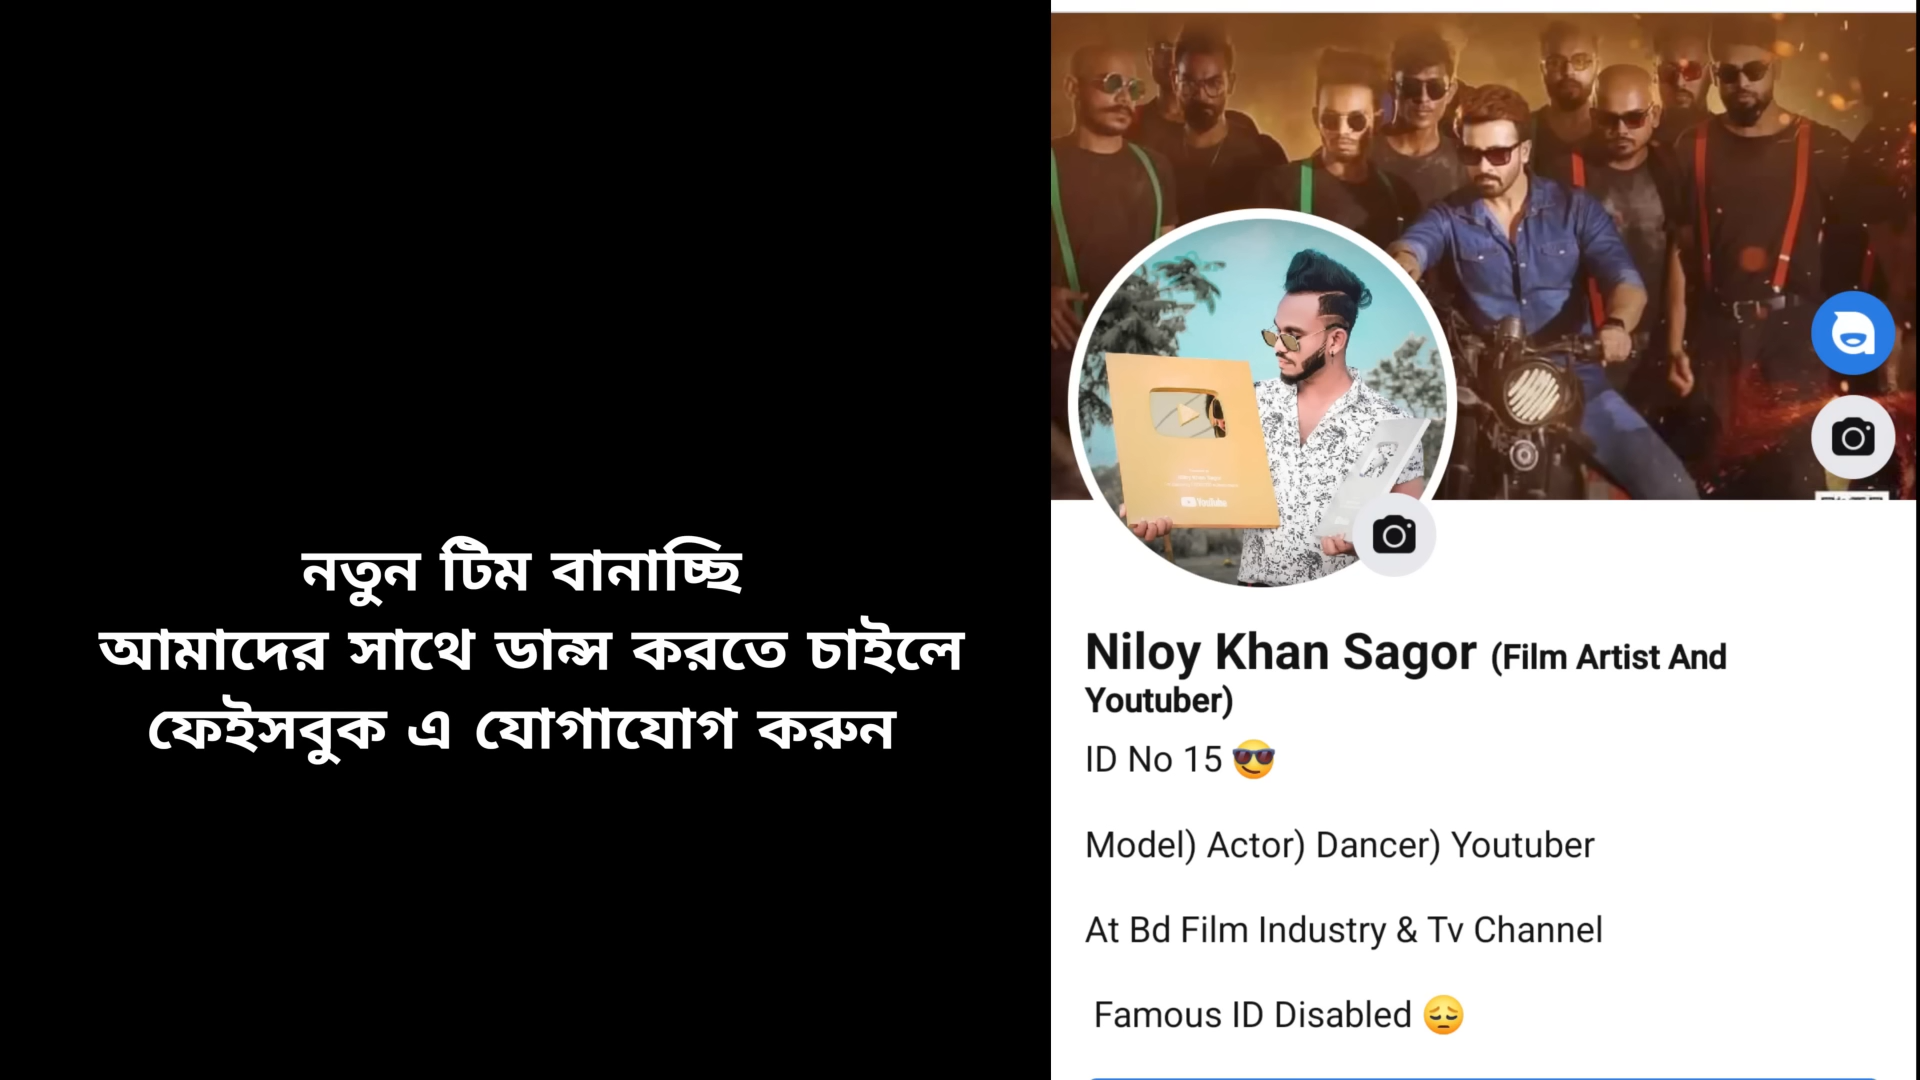 নতুন টিম বানাচ্ছি
আমাদের সাথে ডান্স করতে চাইলে
ফেইসবুক এ যোগাযোগ করুন
YouTube
Niloy Khan Sagor (Film Artist And
Youtuber)
ID No 15 😎
Model) Actor) Dancer) Youtuber
At Bd Film Industry & Tv Channel
Famous ID Disabled 😔